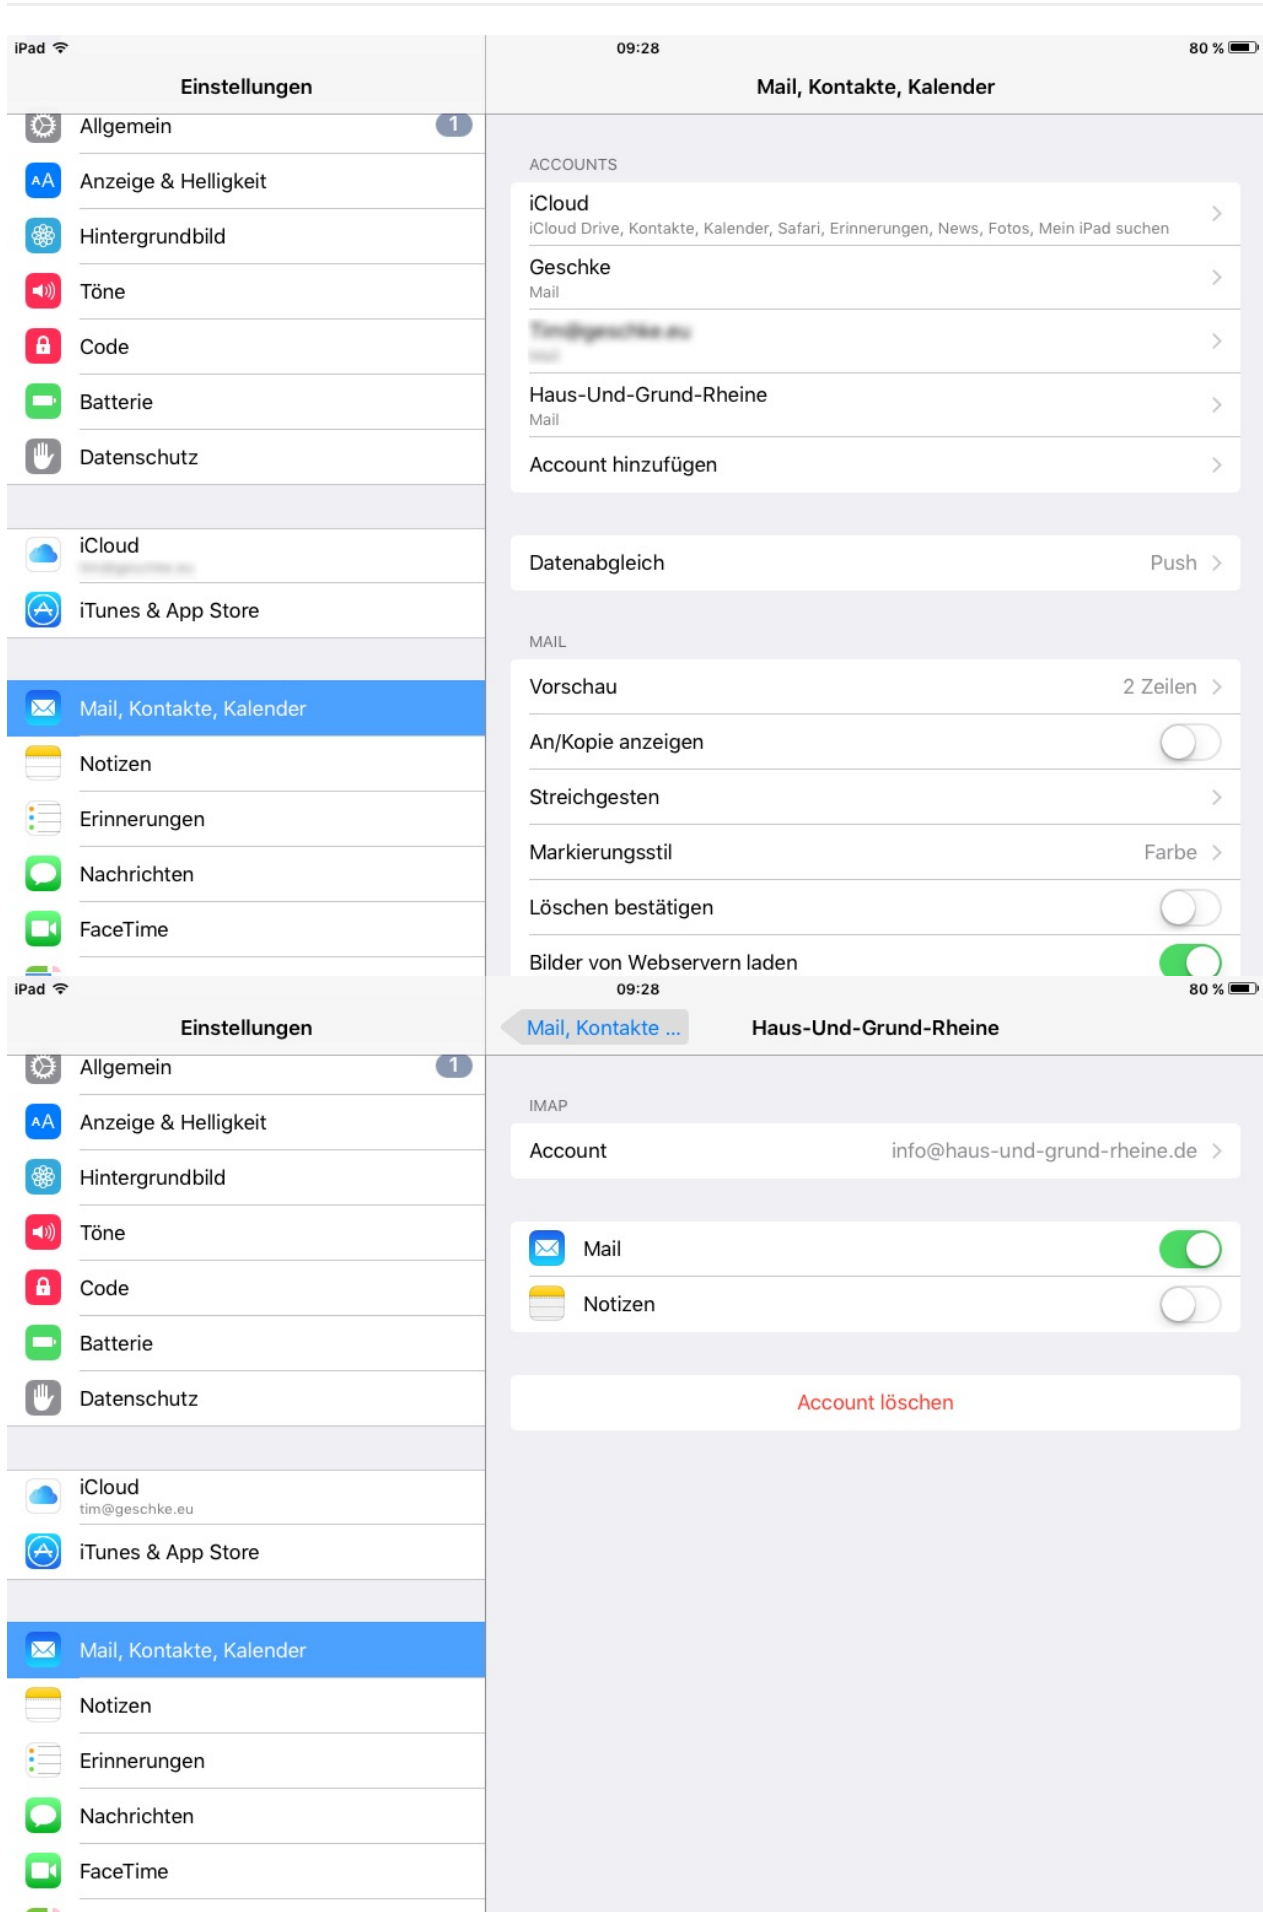 iPad 09:28 80 %
Einstellungen
Mail, Kontakte, Kalender
Allgemein 1
Anzeige & Helligkeit
Hintergrundbild
Töne
Code
Batterie
Datenschutz
iCloud
iTunes & App Store
Mail, Kontakte, Kalender
Notizen
Erinnerungen
Nachrichten
FaceTime
ACCOUNTS
iCloud
iCloud Drive, Kontakte, Kalender, Safari, Erinnerungen, News, Fotos, Mein iPad suchen
Geschke
Mail
Haus-Und-Grund-Rheine
Mail
Account hinzufügen
Datenabgleich Push
MAIL
Vorschau 2 Zeilen
An/Kopie anzeigen
Streichgesten
Markierungsstil Farbe
Löschen bestätigen
Bilder von Webservern laden
iPad 09:28 80 %
Einstellungen
Mail, Kontakte ... Haus-Und-Grund-Rheine
Allgemein 1
Anzeige & Helligkeit
Hintergrundbild
Töne
Code
Batterie
Datenschutz
iCloud
tim@geschke.eu
iTunes & App Store
Mail, Kontakte, Kalender
Notizen
Erinnerungen
Nachrichten
FaceTime
IMAP
Account info@haus-und-grund-rheine.de
Mail
Notizen
Account löschen